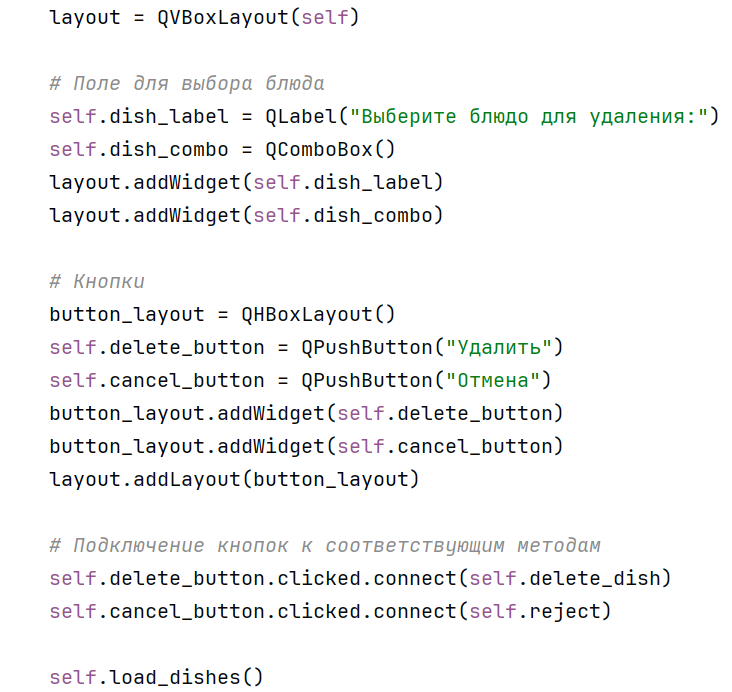 layout = QVBoxLayout(self)
# Поле для выбора блюда
self.dish_label = QLabel("Выберите блюдо для удаления:")
self.dish_combo = QComboBox()
layout.addWidget(self.dish_label)
layout.addWidget(self.dish_combo)
# Кнопки
button_layout = QHBoxLayout()
self.delete_button = QPushButton("Удалить")
self.cancel_button = QPushButton("Отмена")
button_layout.addWidget(self.delete_button)
button_layout.addWidget(self.cancel_button)
layout.addLayout(button_layout)
# Подключение кнопок к соответствующим методам
self.delete_button.clicked.connect(self.delete_dish)
self.cancel_button.clicked.connect(self.reject)
self.load_dishes()